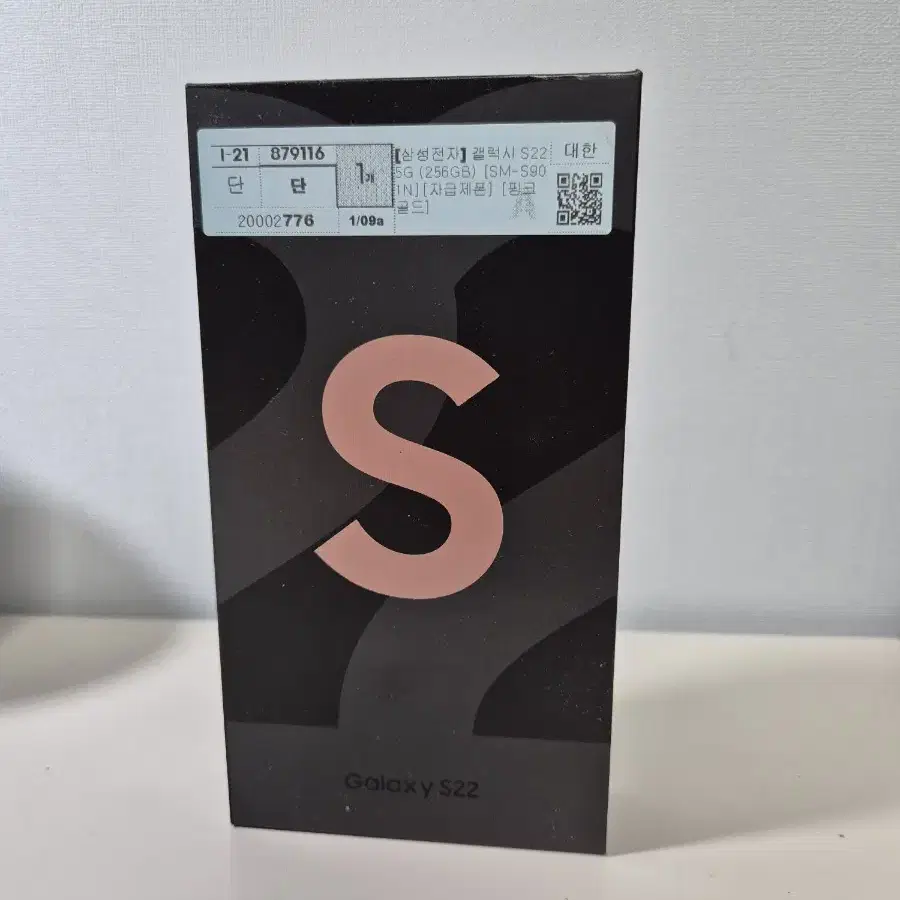 I-21 879116
단 단
1개
20002776 1/09a
[삼성전자] 갤럭시 S22
5G (256GB) [SM-S90
1N][자급제폰] [핑크
골드]
대한
S
Galaxy S22